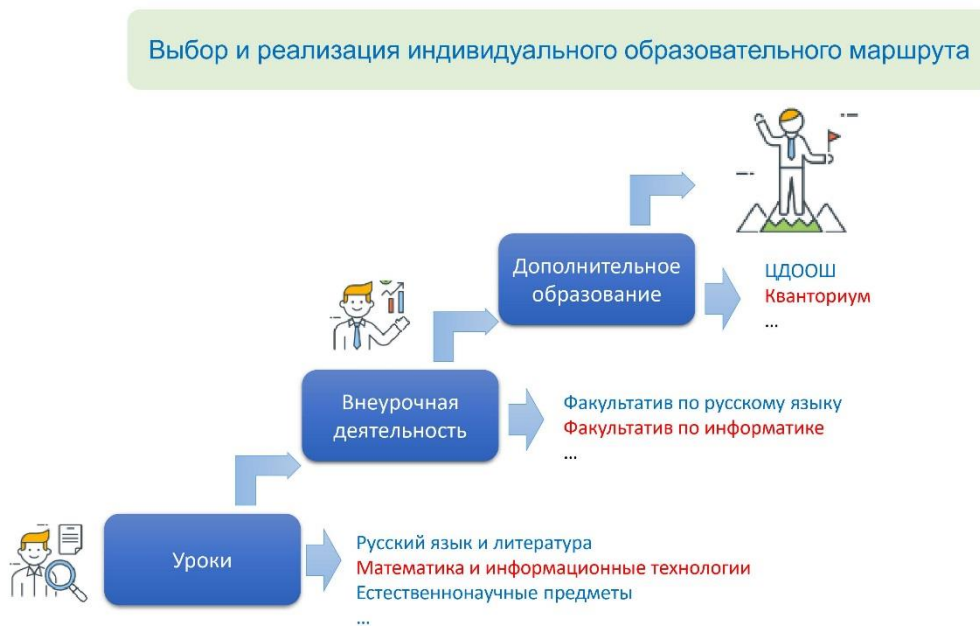 Выбор и реализация индивидуального образовательного маршрута
Дополнительное
образование
ЦДООШ
Кванториум
...
Внеурочная
деятельность
Факультатив по русскому языку
Факультатив по информатике
...
Уроки
Русский язык и литература
Математика и информационные технологии
Естественнонаучные предметы
...